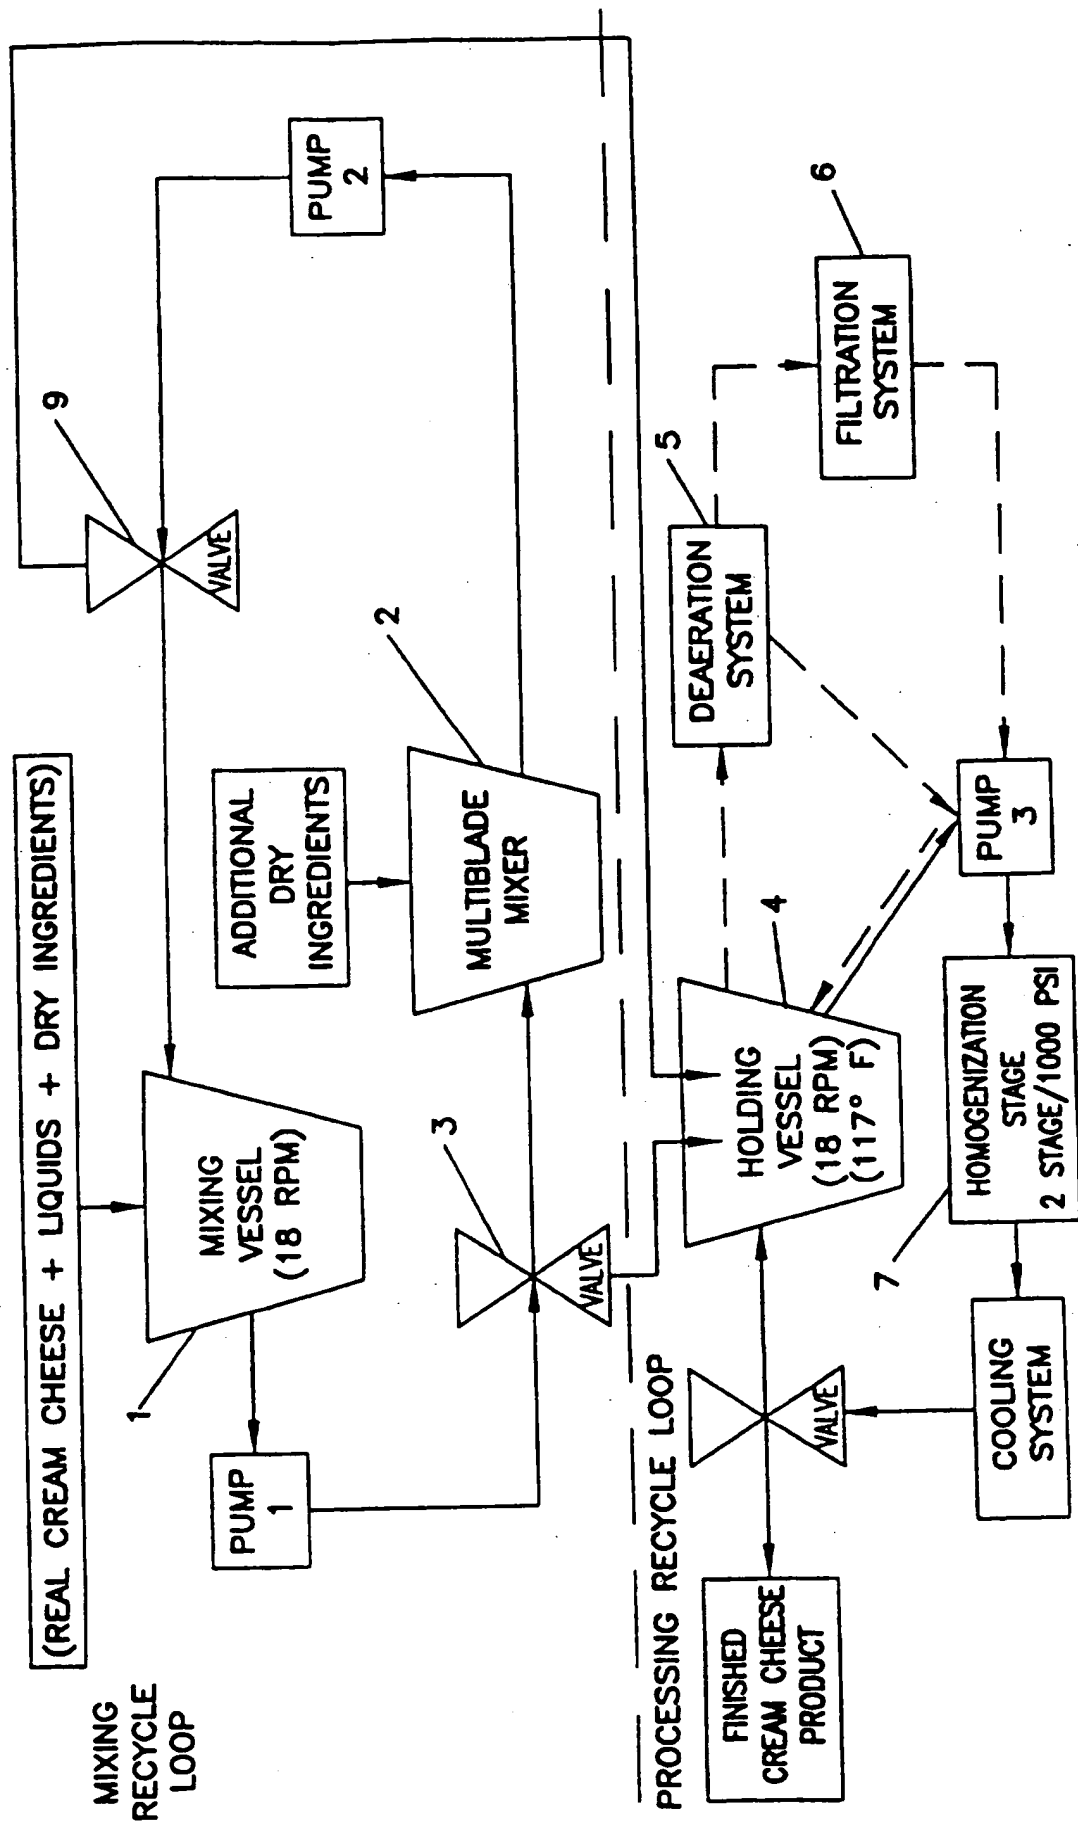 (REAL CREAM CHEESE + LIQUIDS + DRY INGREDIENTS)
MIXING
RECYCLE
LOOP
1
MIXING
VESSEL
(18 RPM)
9
VALVE
PUMP
1
ADDITIONAL
DRY
INGREDIENTS
PUMP
2
2
MULTIBLADE
MIXER
3
VALVE
PROCESSING RECYCLE LOOP
HOLDING
VESSEL
(18 RPM)
(117° F)
4
5
DEAERATION
SYSTEM
6
FILTRATION
SYSTEM
VALVE
FINISHED
CREAM CHEESE
PRODUCT
PUMP
3
7
HOMOGENIZATION
STAGE
2 STAGE/1000 PSI
COOLING
SYSTEM